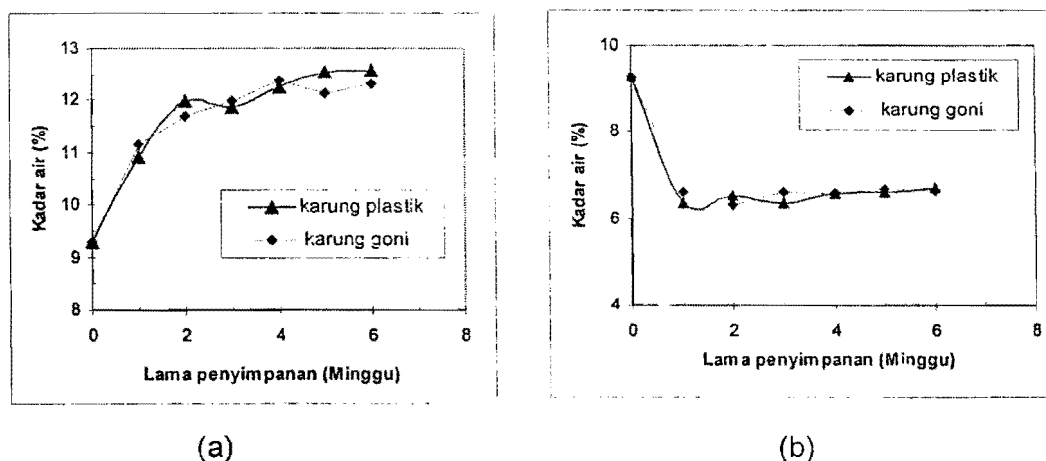 13
12
11
10
9
8
Kadar air (%)
karung plastik
karung goni
0 2 4 6 8
Lama penyimpanan (Minggu)
(a)
10
8
6
4
Kadar air (%)
karung plastik
karung goni
0 2 4 6 8
Lama penyimpanan (Minggu)
(b)